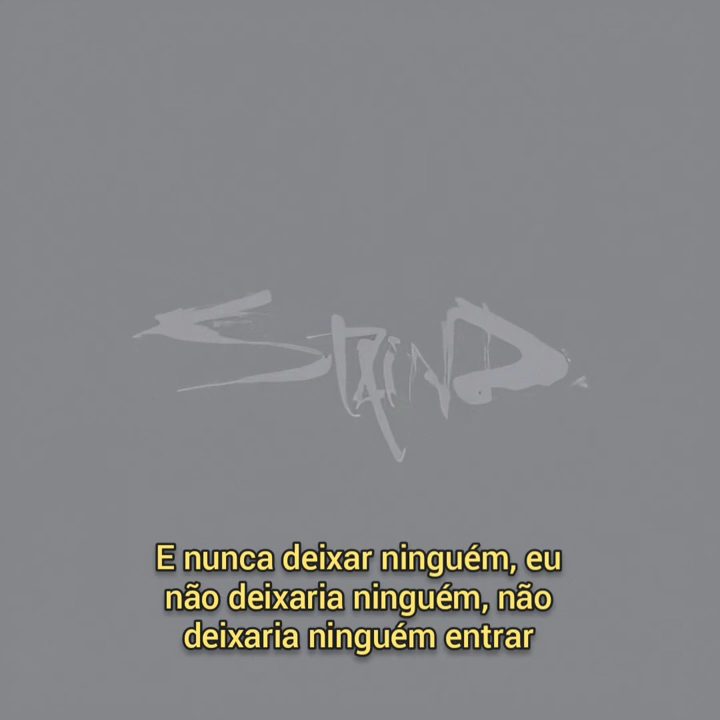 STAIND
E nunca deixar ninguém, eu
não deixaria ninguém, não
deixaria ninguém entrar